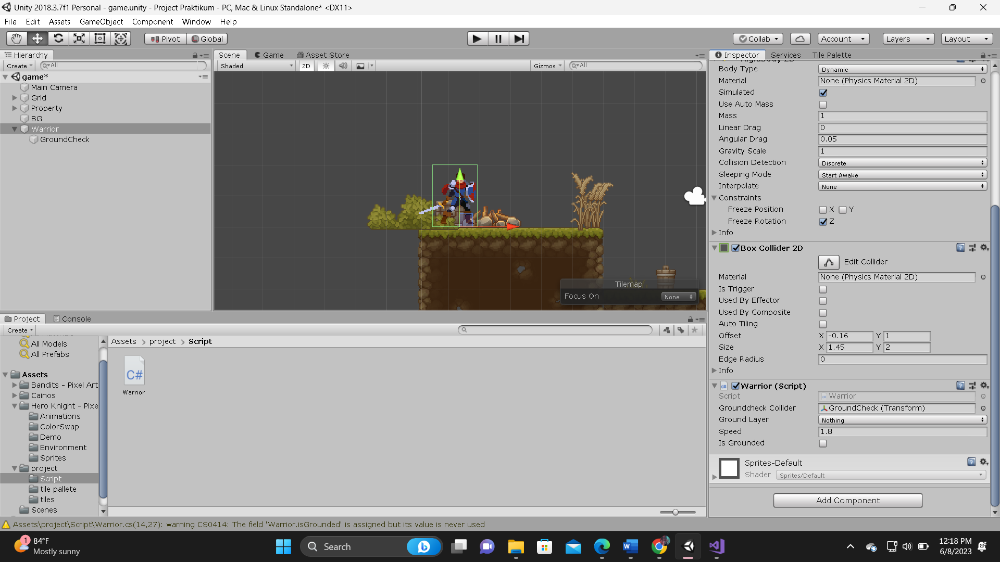 Unity 2018.3.7f1 Personal - game.unity - Project Praktikum - PC, Mac & Linux Standalone* <DX11>
File Edit Assets GameObject Component Window Help
Pivot Global Collab Account Layers Layout
Hierarchy
Create All
game*
Main Camera
Grid
Property
BG
Warrior
GroundCheck
Scene Game Asset Store
Shaded 2D Gizmos All
Tilemap
Focus On None
Inspector Services Tile Palette
Body Type Dynamic
Material None (Physics Material 2D)
Simulated
Use Auto Mass
Mass 1
Linear Drag 0
Angular Drag 0.05
Gravity Scale 1
Collision Detection Discrete
Sleeping Mode Start Awake
Interpolate None
Constraints
Freeze Position X Y
Freeze Rotation Z
Info
Box Collider 2D
Edit Collider
Material None (Physics Material 2D)
Is Trigger
Used By Effector
Used By Composite
Auto Tiling
Offset X -0.16 Y 1
Size X 1.45 Y 2
Edge Radius 0
Info
Warrior (Script)
Script Warrior
Groundcheck Collider GroundCheck (Transform)
Ground Layer Nothing
Speed 1.8
Is Grounded
Sprites-Default
Shader Sprites/Default
Add Component
Project Console
Create
All Models
All Prefabs
Assets
Bandits - Pixel Art
Cainos
Hero Knight - Pixe
Animations
ColorSwap
Demo
Environment
Sprites
project
Script
tile pallete
tiles
Scenes
Assets project Script
C#
Warrior
Assets\project\Script\Warrior.cs(14,27): warning CS0414: The field 'Warrior.isGrounded' is assigned but its value is never used
1
84°F
Mostly sunny
Search
12:18 PM
6/8/2023